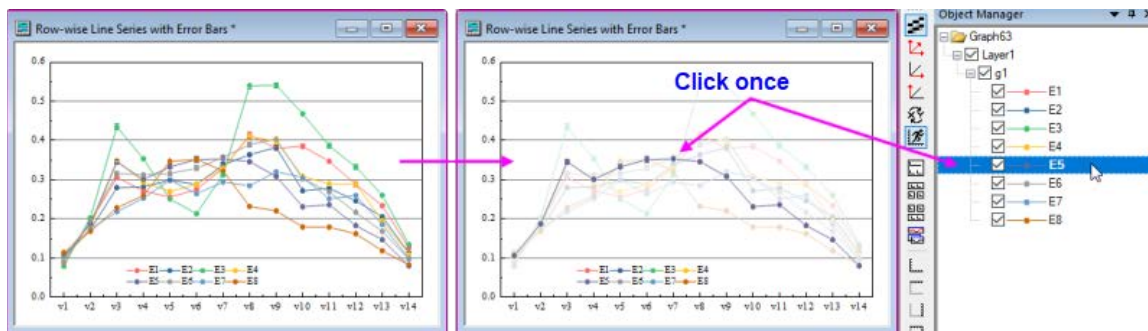 Row-wise Line Series with Error Bars *
0.6
0.5
0.4
0.3
0.2
0.1
0.0
v1 v2 v3 v4 v5 v6 v7 v8 v9 v10 v11 v12 v13 v14
E1 E2 E3 E4
E5 E6 E7 E8
Row-wise Line Series with Error Bars *
Click once
0.6
0.5
0.4
0.3
0.2
0.1
0.0
v1 v2 v3 v4 v5 v6 v7 v8 v9 v10 v11 v12 v13 v14
E1 E2 E3 E4
E5 E6 E7 E8
Object Manager
Graph63
Layer1
g1
E1
E2
E3
E4
E5
E6
E7
E8